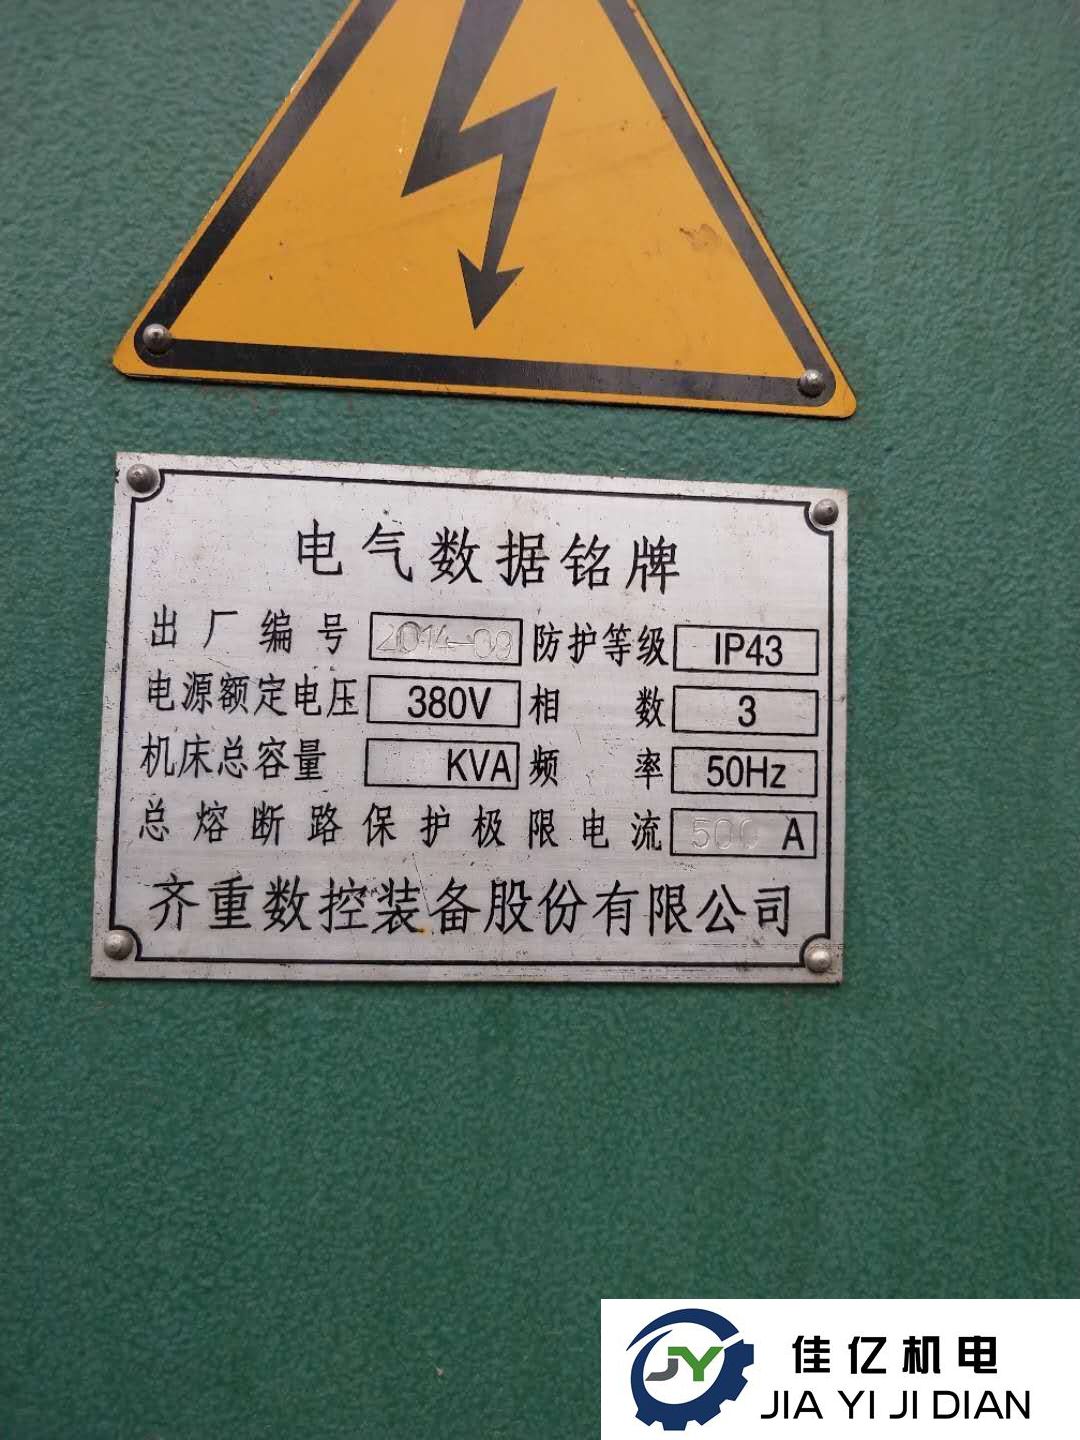 电气数据铭牌
出厂编号 2014-09 防护等级 IP43
电源额定电压 380V 相数 3
机床总容量 KVA 频率 50Hz
总熔断路保护极限电流 500 A
齐重数控装备股份有限公司
JY 佳亿机电
JIA YI JI DIAN